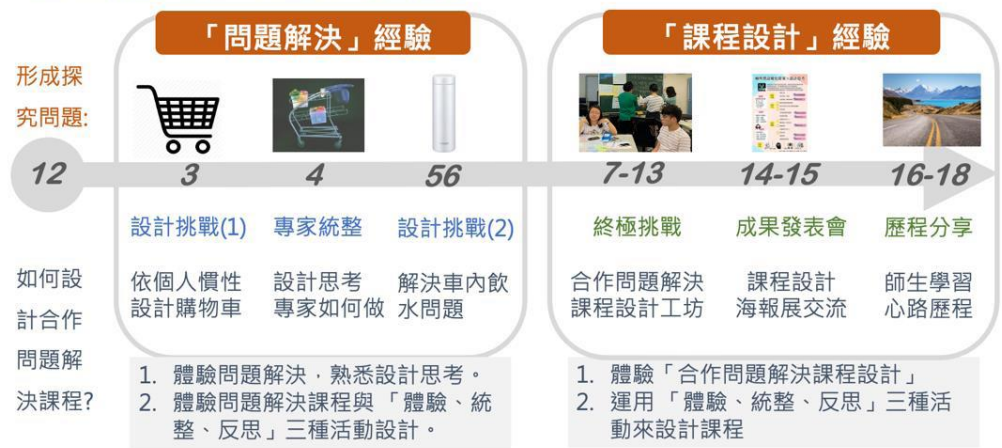 「問題解決」經驗
「課程設計」經驗
形成探
究問題:
12
3
4
56
7-13
14-15
16-18
設計挑戰(1)
專家統整
設計挑戰(2)
終極挑戰
成果發表會
歷程分享
如何設
計合作
問題解
決課程?
依個人慣性
設計購物車
設計思考
專家如何做
解決車內飲
水問題
合作問題解決
課程設計工坊
課程設計
海報展交流
師生學習
心路歷程
1. 體驗問題解決，熟悉設計思考。
2. 體驗問題解決課程與「體驗、統
整、反思」三種活動設計。
1. 體驗「合作問題解決課程設計」
2. 運用「體驗、統整、反思」三種活
動來設計課程